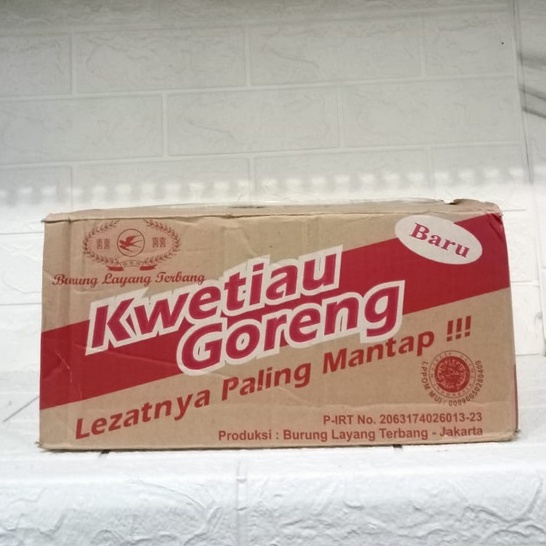 Burung Layang Terbang
Baru
Kwetiau
Goreng
Lezatnya Paling Mantap !!!
P-IRT No. 2063174026013-23
Produksi : Burung Layang Terbang - Jakarta